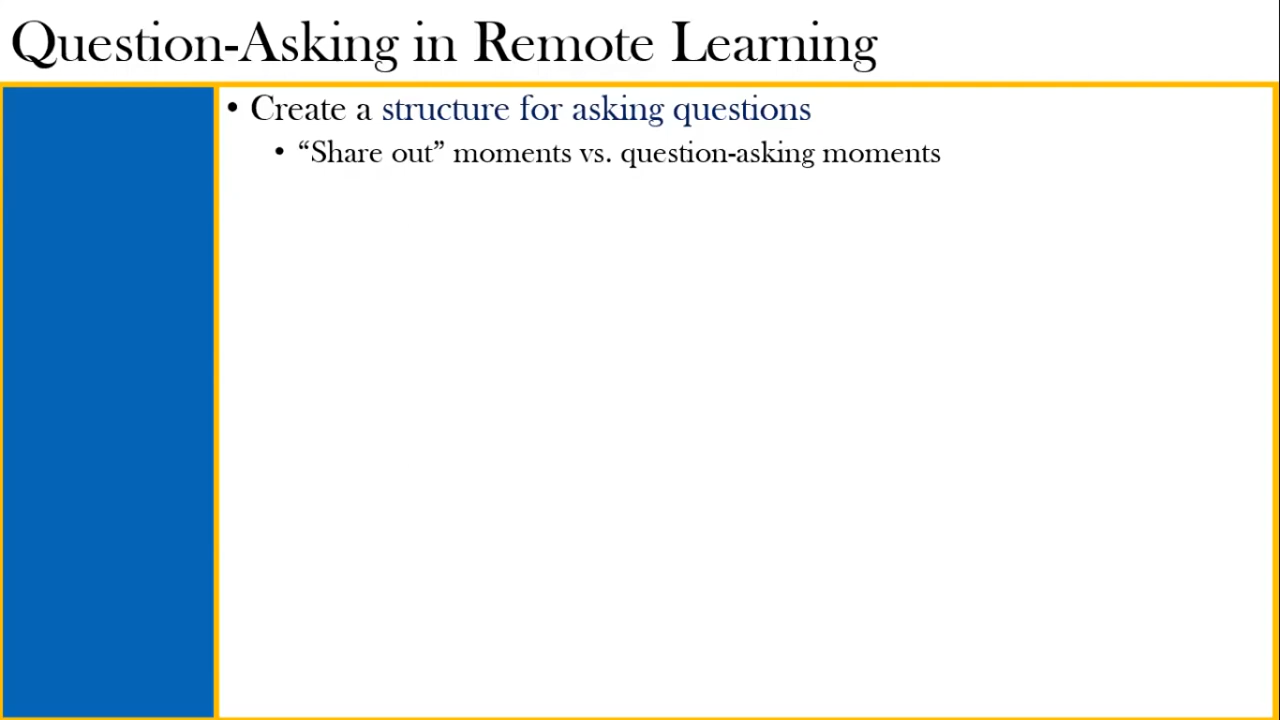 Question-Asking in Remote Learning
• Create a structure for asking questions
• “Share out” moments vs. question-asking moments